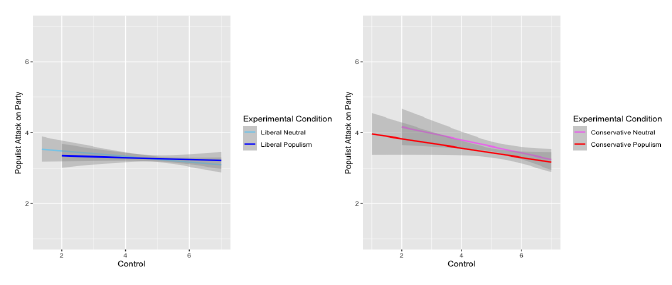 Populist Attack on Party
6
4
2
2
4
6
Control
Experimental Condition
Liberal Neutral
Liberal Populism
Populist Attack on Party
6
4
2
2
4
6
Control
Experimental Condition
Conservative Neutral
Conservative Populism